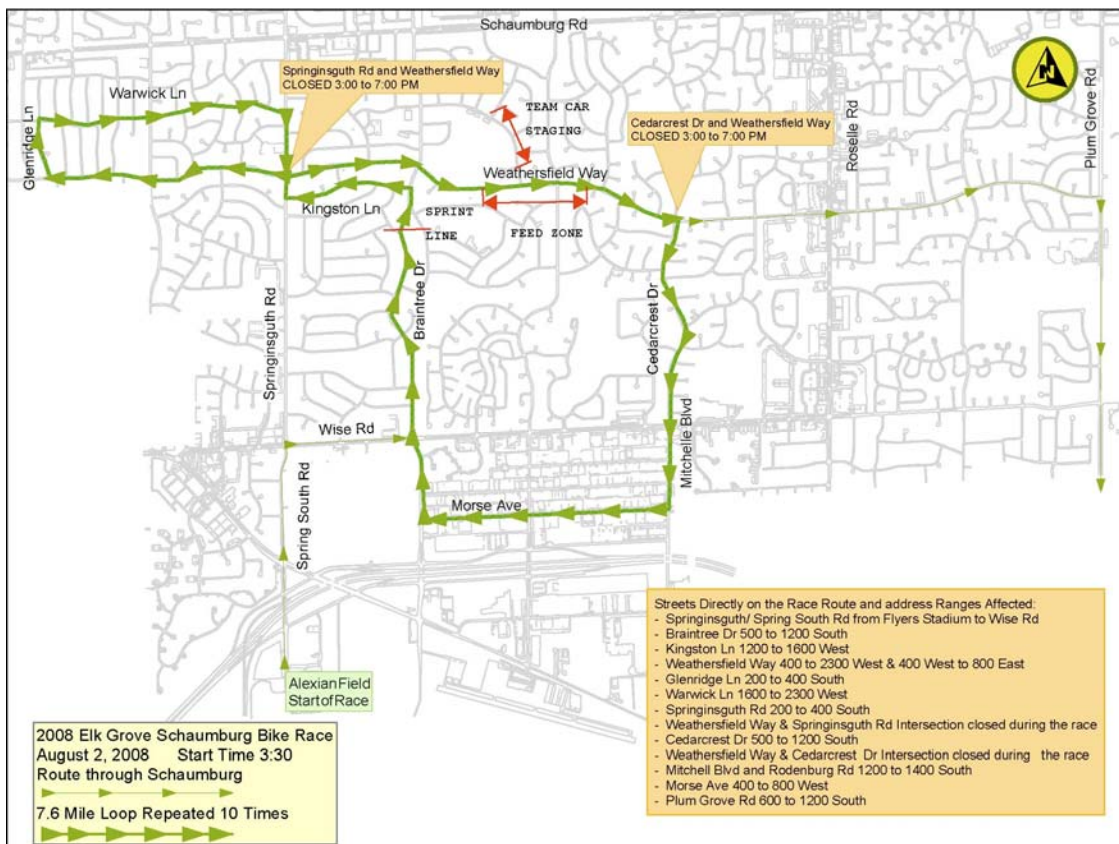 Schaumburg Rd
Springinsguth Rd and Weathersfield Way
CLOSED 3:00 to 7:00 PM
Warwick Ln
TEAM CAR
STAGING
Cedarcrest Dr and Weathersfield Way
CLOSED 3:00 to 7:00 PM
N
Glenridge Ln
Roselle Rd
Plum Grove Rd
Weathersfield Way
Kingston Ln
SPRINT
LINE
FEED ZONE
Springinsguth Rd
Braintree Dr
Cedarcrest Dr
Wise Rd
Mitchelle Blvd
Morse Ave
Spring South Rd
Alexian Field
Start of Race
Streets Directly on the Race Route and address Ranges Affected:
- Springinsguth/ Spring South Rd from Flyers Stadium to Wise Rd
- Braintree Dr 500 to 1200 South
- Kingston Ln 1200 to 1600 West
- Weathersfield Way 400 to 2300 West & 400 West to 800 East
- Glenridge Ln 200 to 400 South
- Warwick Ln 1600 to 2300 West
- Springinsguth Rd 200 to 400 South
- Weathersfield Way & Springinsguth Rd Intersection closed during the race
- Cedarcrest Dr 500 to 1200 South
- Weathersfield Way & Cedarcrest Dr Intersection closed during the race
- Mitchell Blvd and Rodenburg Rd 1200 to 1400 South
- Morse Ave 400 to 800 West
- Plum Grove Rd 600 to 1200 South
2008 Elk Grove Schaumburg Bike Race
August 2, 2008 Start Time 3:30
Route through Schaumburg
7.6 Mile Loop Repeated 10 Times